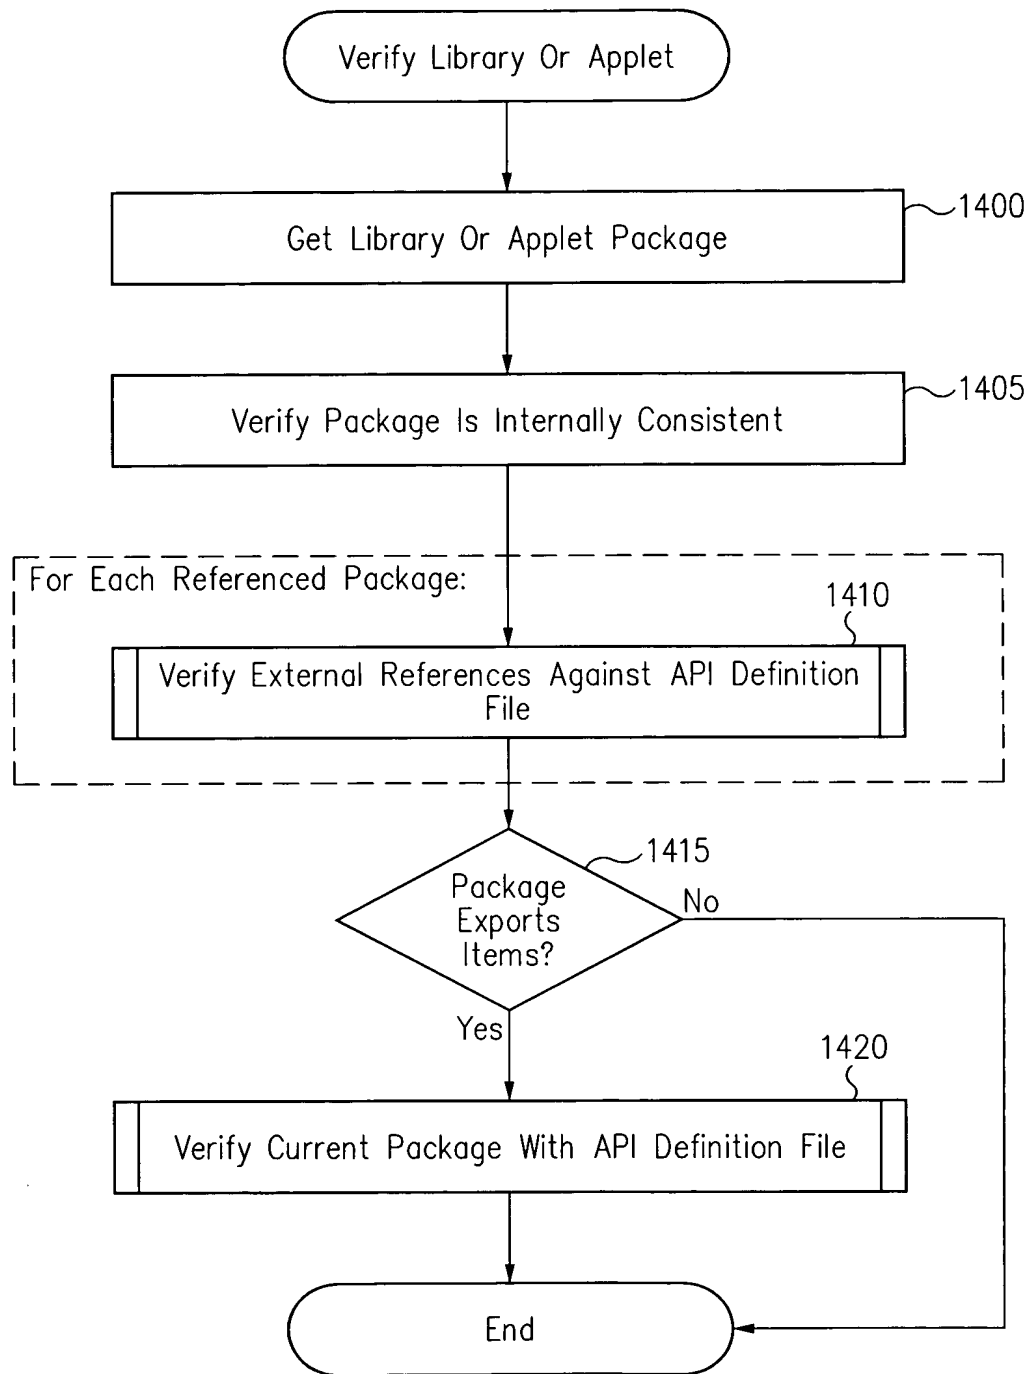 Verify Library Or Applet
1400
Get Library Or Applet Package
1405
Verify Package Is Internally Consistent
For Each Referenced Package:
1410
Verify External References Against API Definition
File
1415
Package
Exports
Items?
No
Yes
1420
Verify Current Package With API Definition File
End